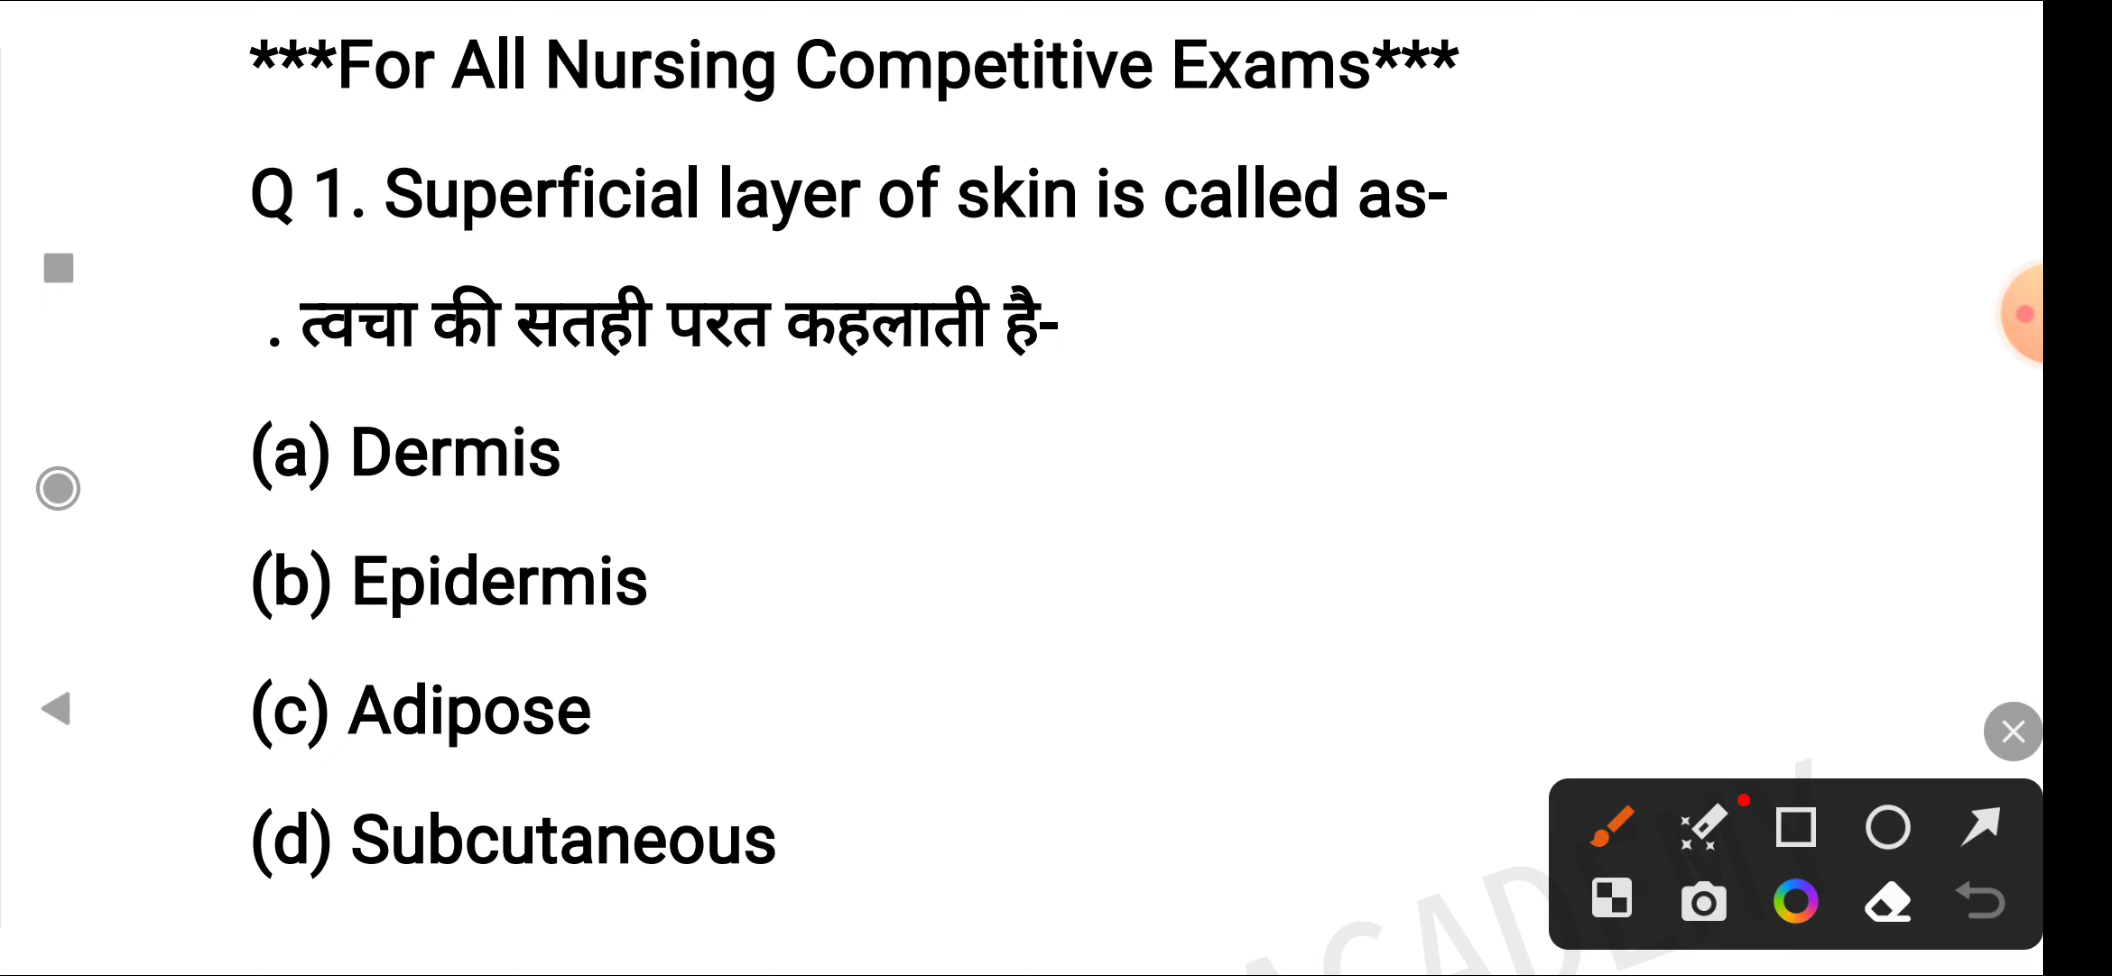 ***For All Nursing Competitive Exams***
Q 1. Superficial layer of skin is called as-
. त्वचा की सतही परत कहलाती है-
(a) Dermis
(b) Epidermis
(c) Adipose
(d) Subcutaneous